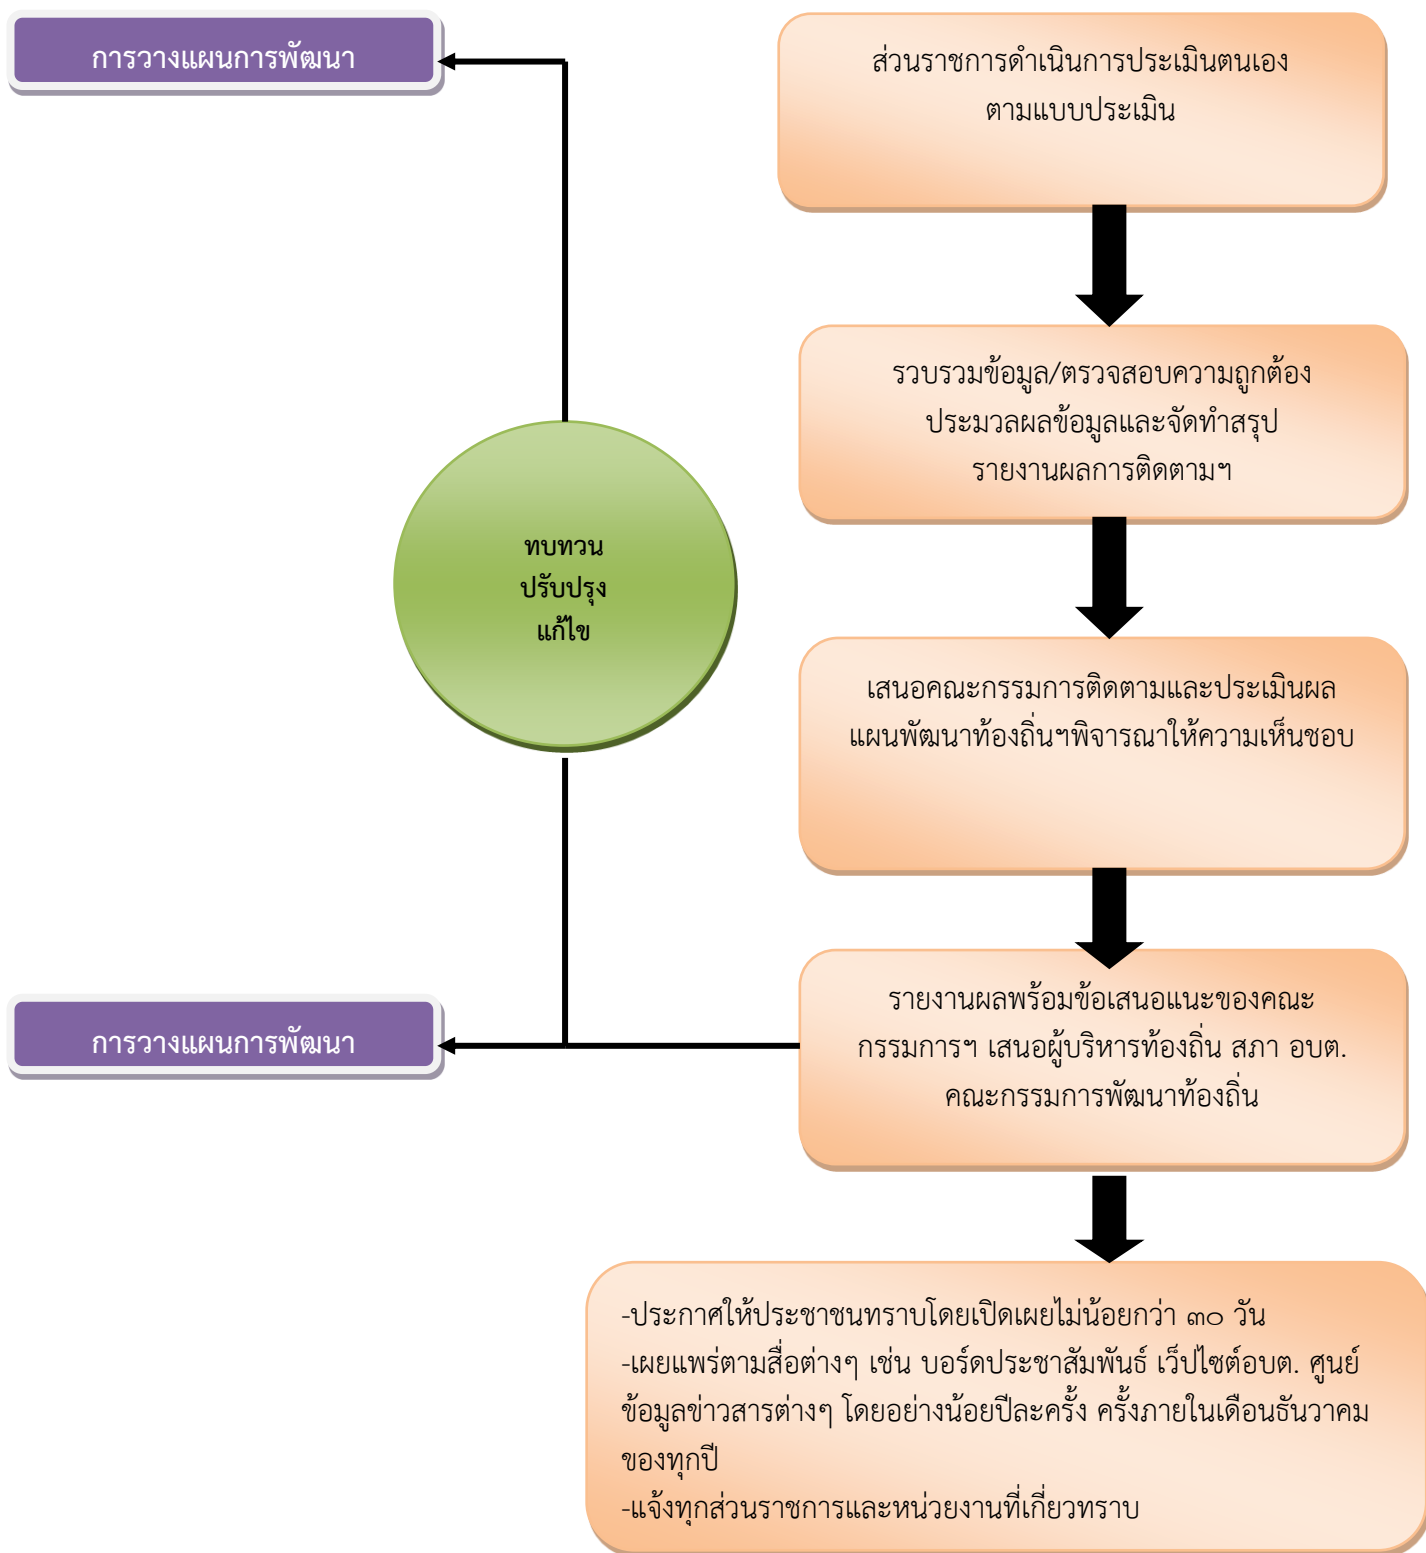 การวางแผนการพัฒนา
ส่วนราชการดำเนินการประเมินตนเอง
ตามแบบประเมิน
รวบรวมข้อมูล/ตรวจสอบความถูกต้อง
ประมวลผลข้อมูลและจัดทำสรุป
รายงานผลการติดตามฯ
ทบทวน
ปรับปรุง
แก้ไข
เสนอคณะกรรมการติดตามและประเมินผล
แผนพัฒนาท้องถิ่นฯพิจารณาให้ความเห็นชอบ
การวางแผนการพัฒนา
รายงานผลพร้อมข้อเสนอแนะของคณะ
กรรมการฯ เสนอผู้บริหารท้องถิ่น สภา อบต.
คณะกรรมการพัฒนาท้องถิ่น
-ประกาศให้ประชาชนทราบโดยเปิดเผยไม่น้อยกว่า ๓๐ วัน
-เผยแพร่ตามสื่อต่างๆ เช่น บอร์ดประชาสัมพันธ์ เว็ปไซต์อบต. ศูนย์
ข้อมูลข่าวสารต่างๆ โดยอย่างน้อยปีละครั้ง ครั้งภายในเดือนธันวาคม
ของทุกปี
-แจ้งทุกส่วนราชการและหน่วยงานที่เกี่ยวทราบ